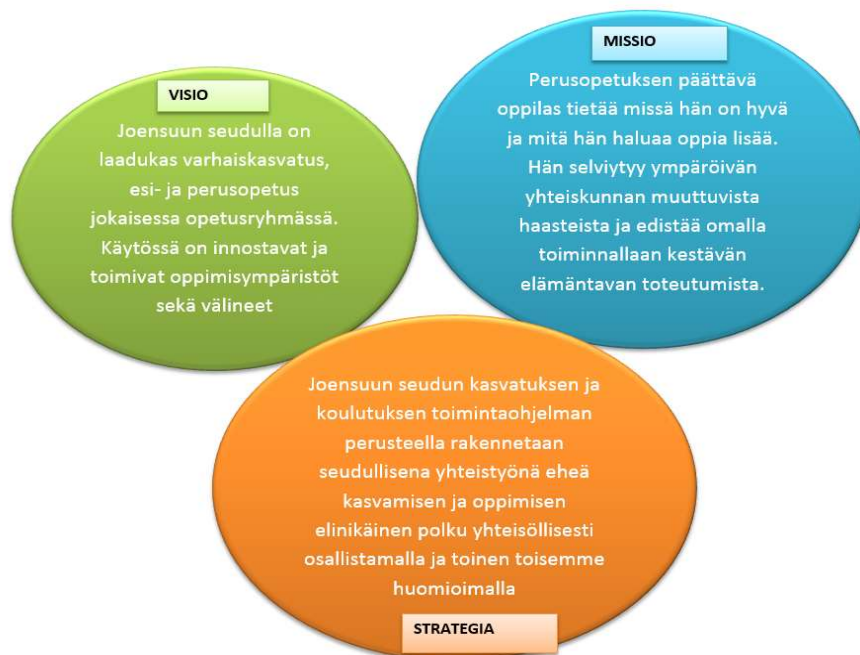 VISIO
Joensuun seudulla on
laadukas varhaiskasvatus,
esi- ja perusopetus
jokaisessa opetusryhmässä.
Käytössä on innostavat ja
toimivat oppimisympäristöt
sekä välineet
MISSIO
Perusopetuksen päättävä
oppilas tietää missä hän on hyvä
ja mitä hän haluaa oppia lisää.
Hän selviytyy ympäröivän
yhteiskunnan muuttuvista
haasteista ja edistää omalla
toiminnallaan kestävän
elämäntavan toteutumista.
Joensuun seudun kasvatuksen ja
koulutuksen toimintaohjelman
perusteella rakennetaan
seudullisena yhteistyönä eheä
kasvamisen ja oppimisen
elinikäinen polku yhteisöllisesti
osallistamalla ja toinen toisemme
huomioimalla
STRATEGIA